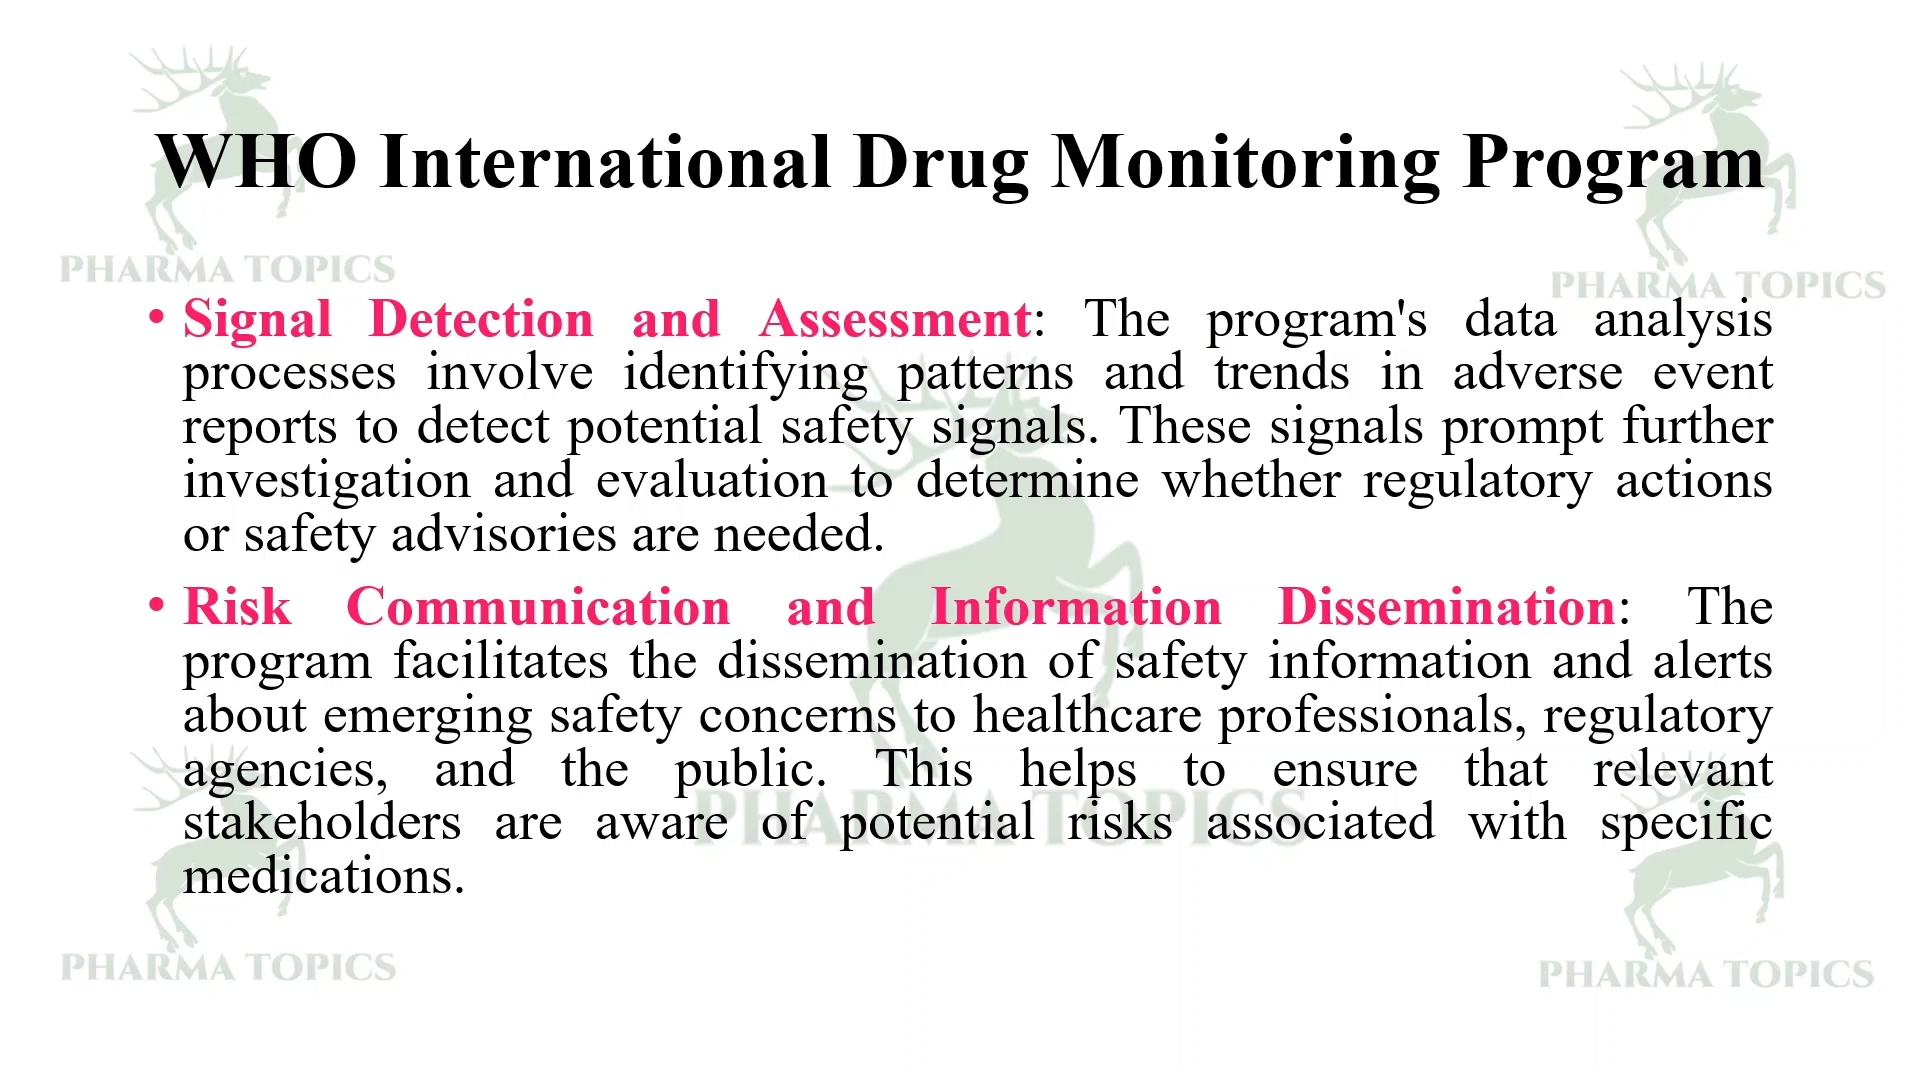 WHO International Drug Monitoring Program
PHARMA TOPICS
PHARMA TOPICS
• Signal Detection and Assessment: The program's data analysis
processes involve identifying patterns and trends in adverse event
reports to detect potential safety signals. These signals prompt further
investigation and evaluation to determine whether regulatory actions
or safety advisories are needed.
• Risk Communication and Information Dissemination: The
program facilitates the dissemination of safety information and alerts
about emerging safety concerns to healthcare professionals, regulatory
agencies, and the public. This helps to ensure that relevant
PHARMA TOPICS
stakeholders are aware of potential risks associated with specific
medications.
PHARMA TOPICS
PHARMA TOPICS